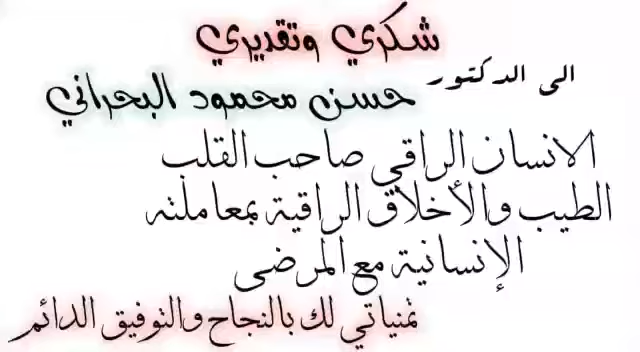 شكري وتقديري
الى الدكتور حسن محمود البحراني
الانسان الراقي صاحب القلب
الطيب والأخلاق الراقية بمعاملته
الإنسانية مع المرضى
تمنياتي لك بالنجاح والتوفيق الدائم